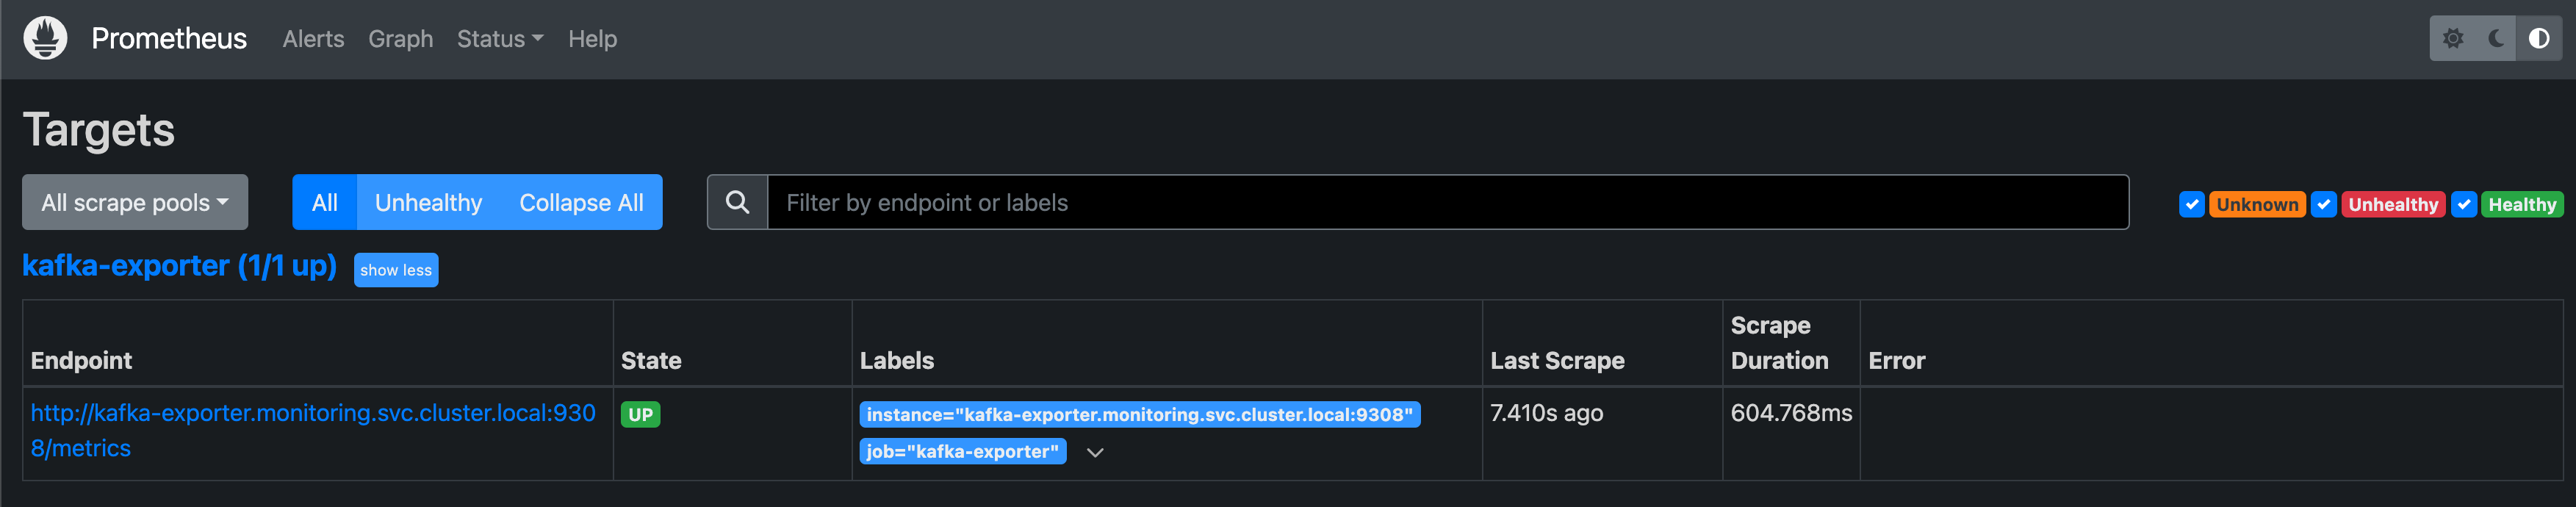 Prometheus Alerts Graph Status Help
Targets
All scrape pools All Unhealthy Collapse All Filter by endpoint or labels Unknown Unhealthy Healthy
kafka-exporter (1/1 up) show less
Endpoint State Labels Last Scrape Scrape Duration Error
http://kafka-exporter.monitoring.svc.cluster.local:930
8/metrics
UP
instance="kafka-exporter.monitoring.svc.cluster.local:9308"
job="kafka-exporter"
7.410s ago
604.768ms